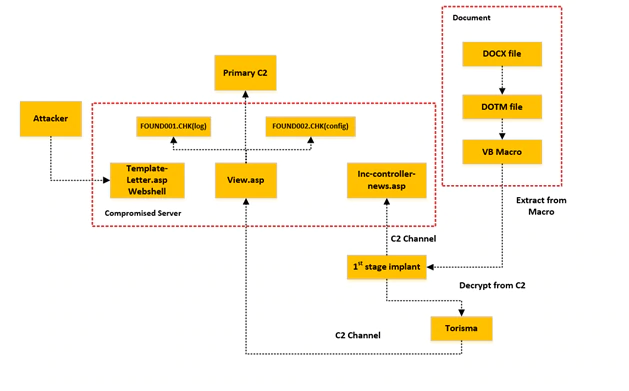 Document
DOCX file
Primary C2
DOTM file
Attacker
FOUND001.CHK(log)
FOUND002.CHK(config)
VB Macro
Template-
Letter.asp
Webshell
View.asp
Inc-controller-
news.asp
Compromised Server
Extract from
Macro
C2 Channel
1st stage implant
Decrypt from C2
Torisma
C2 Channel